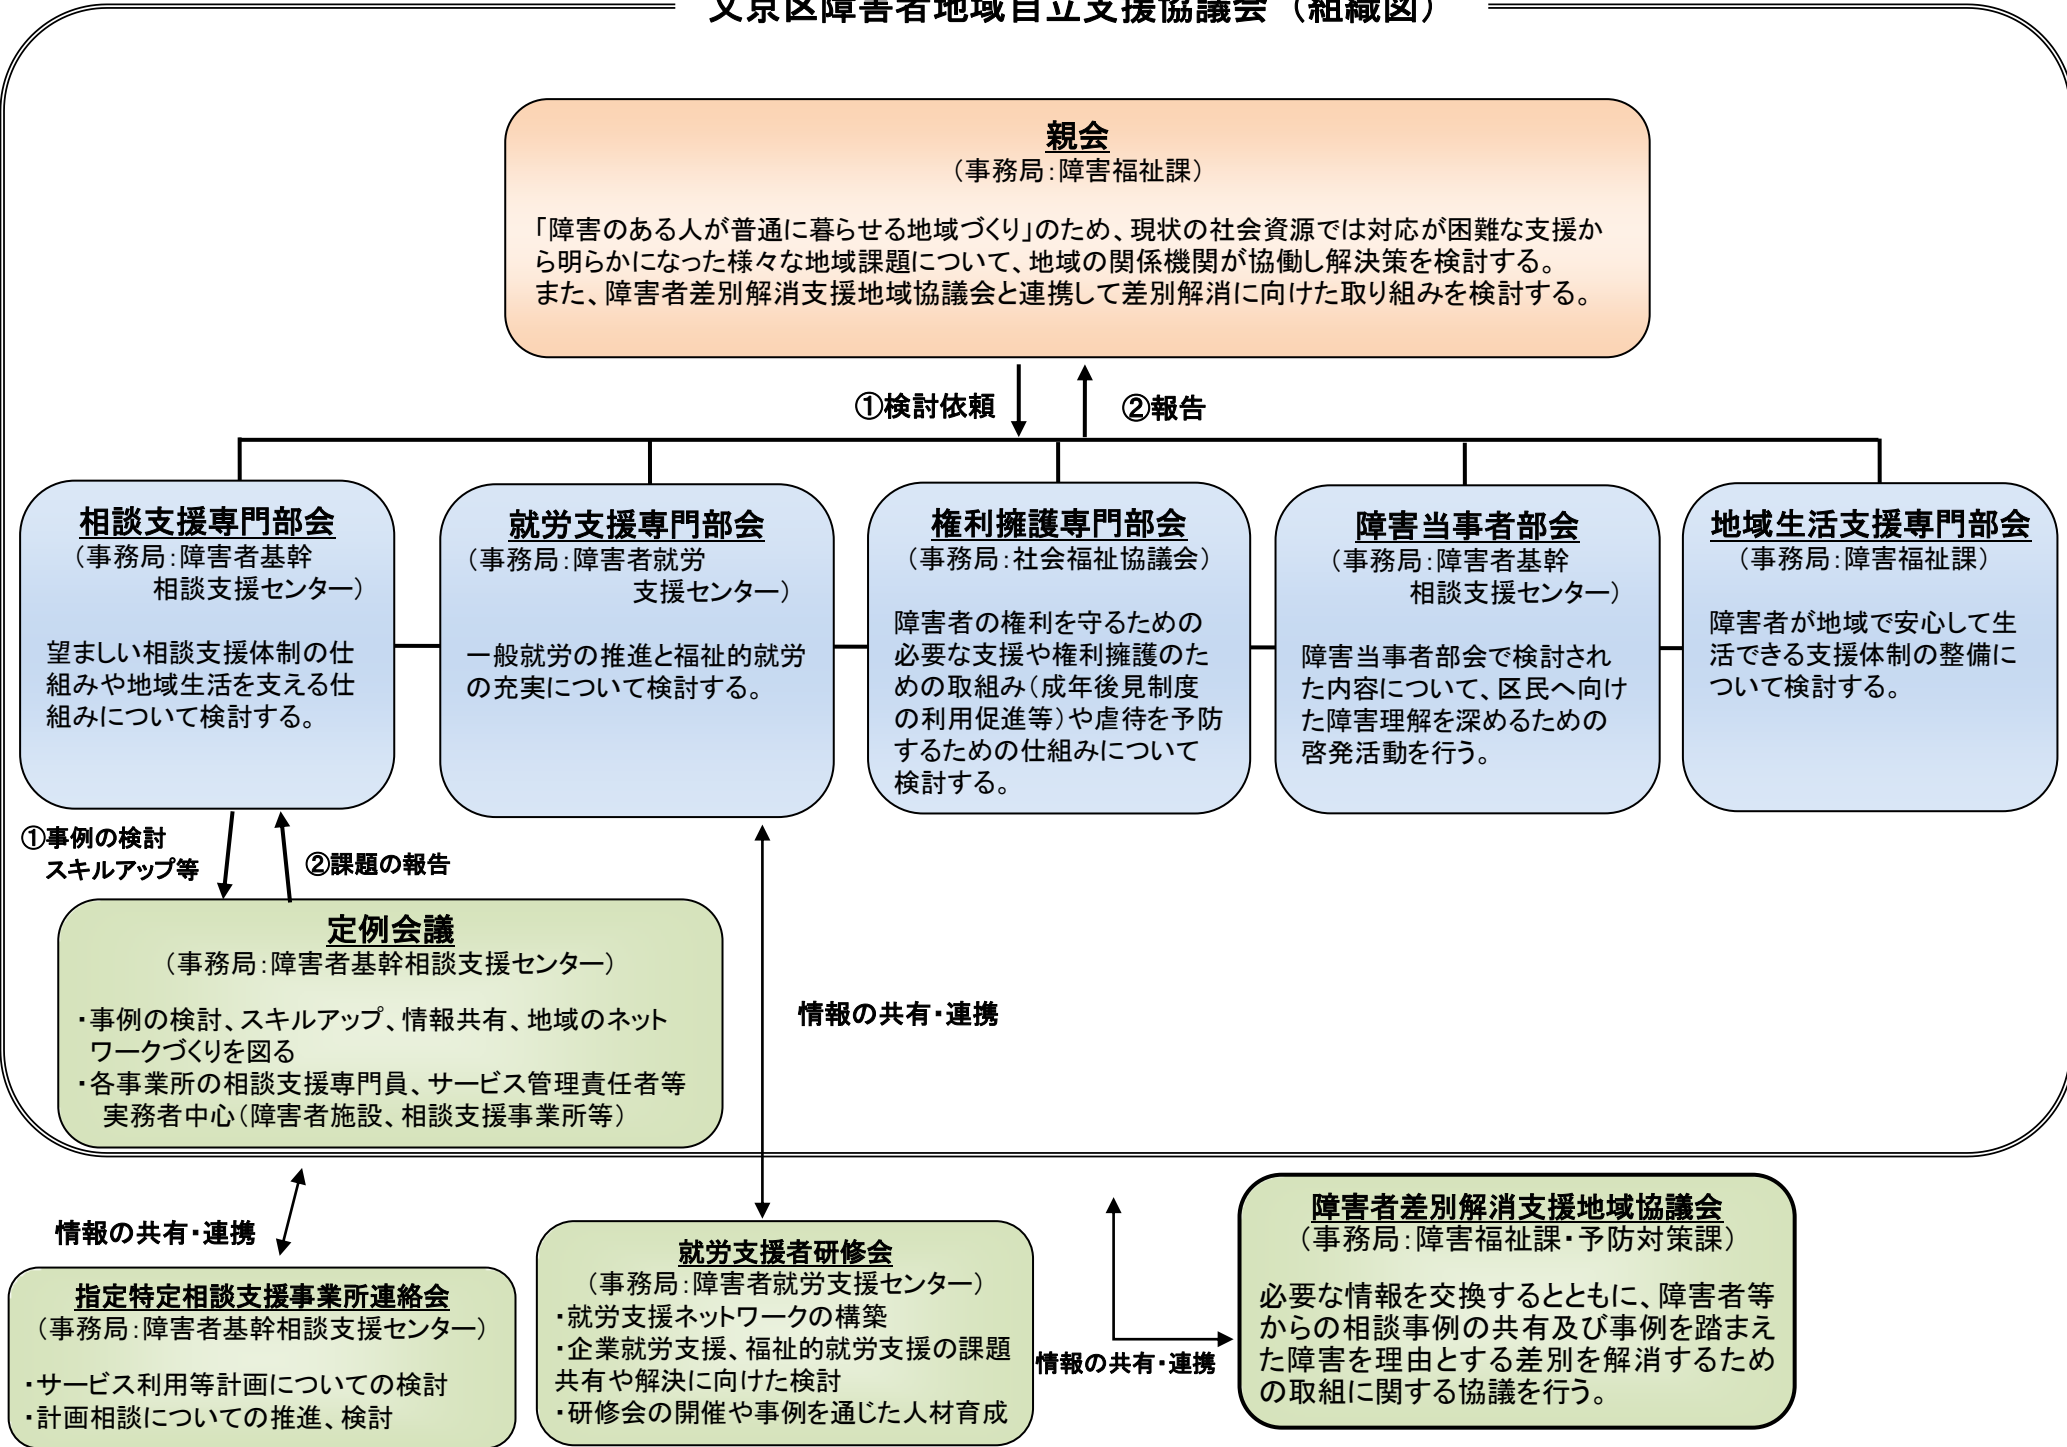 文京区障害者地域自立支援協議会（組織図）
親会
（事務局：障害福祉課）
「障害のある人が普通に暮らせる地域づくり」のため、現状の社会資源では対応が困難な支援か
ら明らかになった様々な地域課題について、地域の関係機関が協働し解決策を検討する。
また、障害者差別解消支援地域協議会と連携して差別解消に向けた取り組みを検討する。
①検討依頼
②報告
相談支援専門部会
（事務局：障害者基幹
相談支援センター）
望ましい相談支援体制の仕
組みや地域生活を支える仕
組みについて検討する。
就労支援専門部会
（事務局：障害者就労
支援センター）
一般就労の推進と福祉的就労
の充実について検討する。
権利擁護専門部会
（事務局：社会福祉協議会）
障害者の権利を守るための
必要な支援や権利擁護のた
めの取組み（成年後見制度
の利用促進等）や虐待を予防
するための仕組みについて
検討する。
障害当事者部会
（事務局：障害者基幹
相談支援センター）
障害当事者部会で検討され
た内容について、区民へ向け
た障害理解を深めるための
啓発活動を行う。
地域生活支援専門部会
（事務局：障害福祉課）
障害者が地域で安心して生
活できる支援体制の整備に
ついて検討する。
①事例の検討
スキルアップ等
②課題の報告
定例会議
（事務局：障害者基幹相談支援センター）
・事例の検討、スキルアップ、情報共有、地域のネット
ワークづくりを図る
・各事業所の相談支援専門員、サービス管理責任者等
実務者中心（障害者施設、相談支援事業所等）
情報の共有・連携
情報の共有・連携
指定特定相談支援事業所連絡会
（事務局：障害者基幹相談支援センター）
・サービス利用等計画についての検討
・計画相談についての推進、検討
就労支援者研修会
（事務局：障害者就労支援センター）
・就労支援ネットワークの構築
・企業就労支援、福祉的就労支援の課題
共有や解決に向けた検討
・研修会の開催や事例を通じた人材育成
情報の共有・連携
障害者差別解消支援地域協議会
（事務局：障害福祉課・予防対策課）
必要な情報を交換するとともに、障害者等
からの相談事例の共有及び事例を踏まえ
た障害を理由とする差別を解消するため
の取組に関する協議を行う。